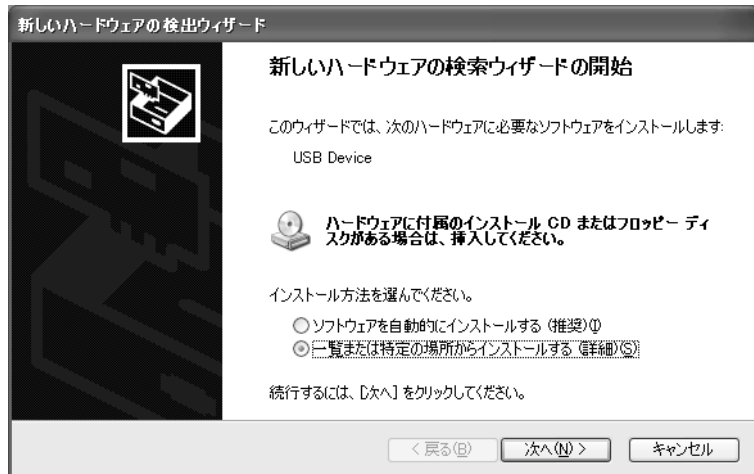 新しいハードウェアの検出ウィザード
新しいハードウェアの検索ウィザードの開始
このウィザードでは、次のハードウェアに必要なソフトウェアをインストールします:
USB Device
ハードウェアに付属のインストール CD またはフロッピー ディ
スクがある場合は、挿入してください。
インストール方法を選んでください。
ソフトウェアを自動的にインストールする (推奨)(I)
一覧または特定の場所からインストールする (詳細)(S)
続行するには、[次へ] をクリックしてください。
< 戻る(B) 次へ(N) > キャンセル